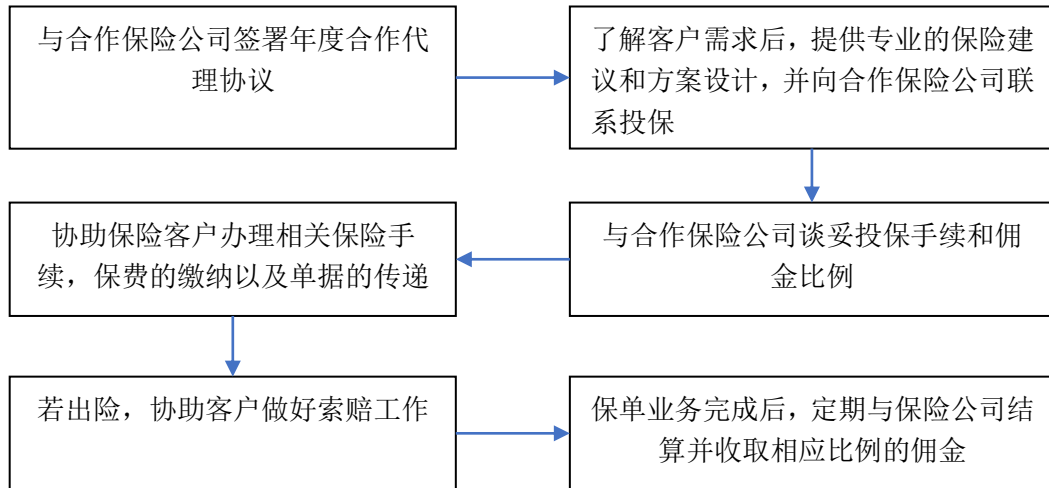 与合作保险公司签署年度合作代
理协议
了解客户需求后，提供专业的保险建
议和方案设计，并向合作保险公司联
系投保
与合作保险公司谈妥投保手续和佣
金比例
协助保险客户办理相关保险手
续，保费的缴纳以及单据的传递
若出险，协助客户做好索赔工作
保单业务完成后，定期与保险公司结
算并收取相应比例的佣金